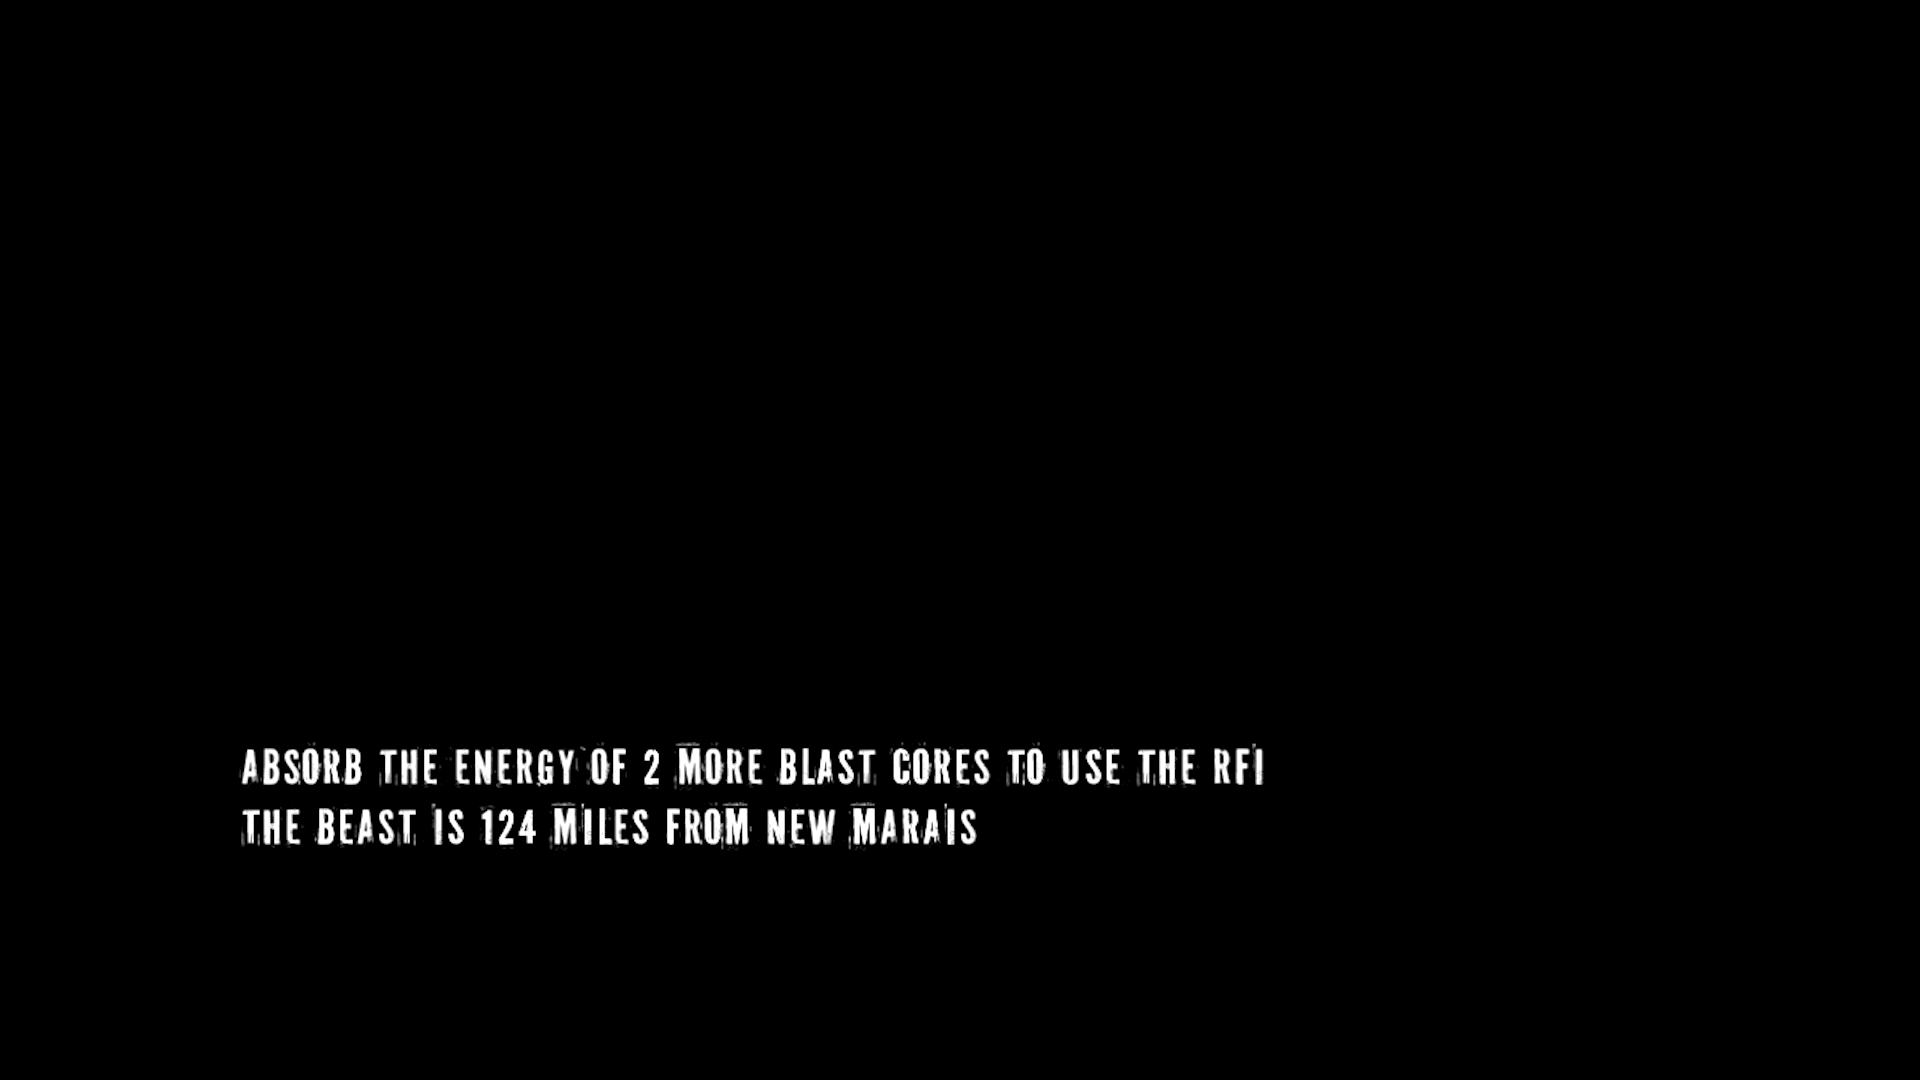 ABSORB THE ENERGY OF 2 MORE BLAST CORES TO USE THE RFI
THE BEAST IS 124 MILES FROM NEW MARAIS